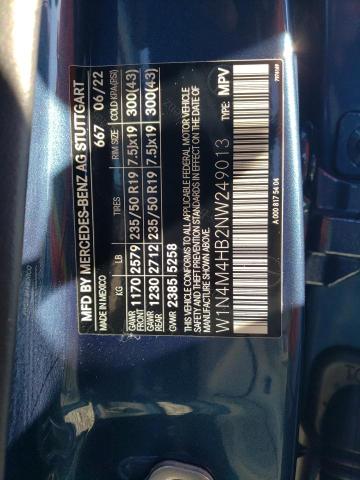 MFD BY MERCEDES-BENZ AG STUTTGART
MADE IN MEXICO 667 06/22
KG LB TIRES RIM SIZE COLD KPA(PSI)
GAWR FRONT 1170 2579 235/50 R19 7.5Jx19 300(43)
GAWR REAR 1230 2712 235/50 R19 7.5Jx19 300(43)
GVWR 2385 5258
THIS VEHICLE CONFORMS TO ALL APPLICABLE FEDERAL MOTOR VEHICLE
SAFETY, BUMPER, AND THEFT PREVENTION STANDARDS IN EFFECT ON THE DATE OF
MANUFACTURE SHOWN ABOVE.
W1N4M4HB2NW249013 TYPE: MPV
A 000 817 54 04